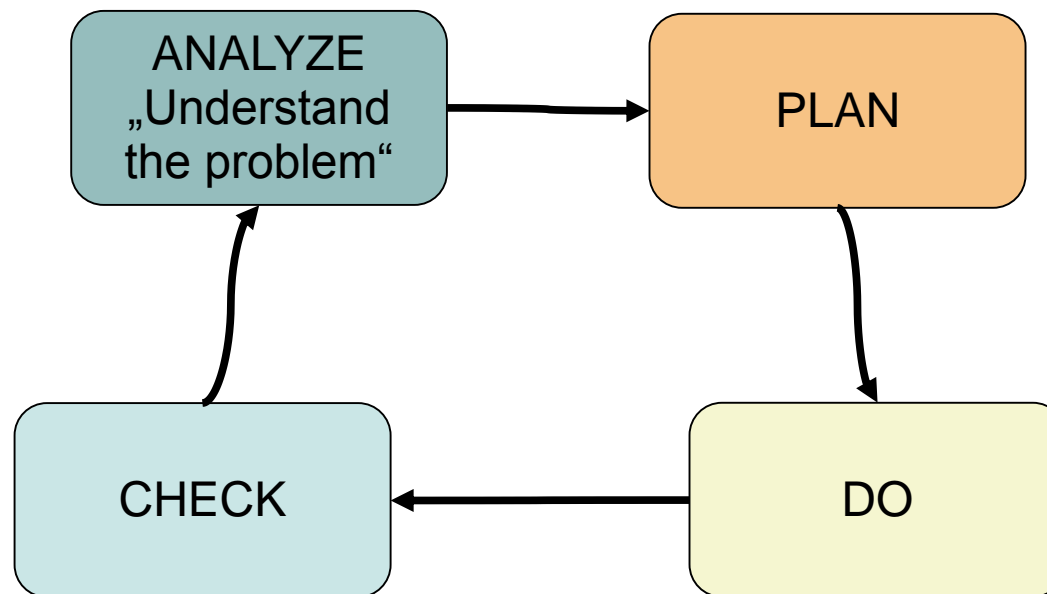 ANALYZE
„Understand
the problem“
PLAN
CHECK
DO